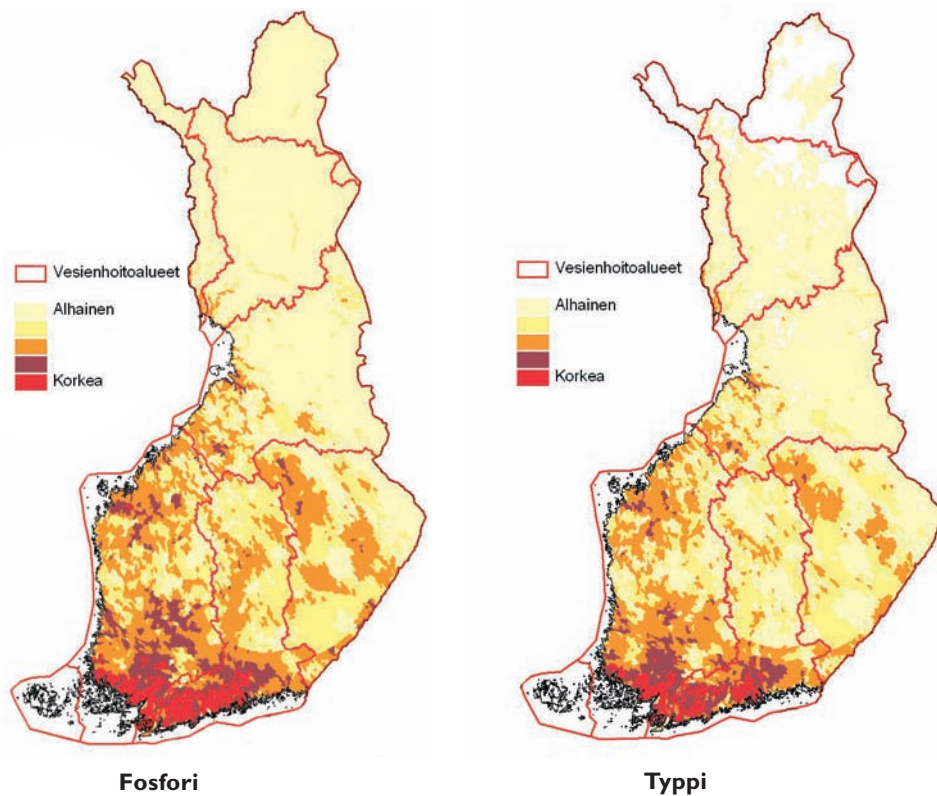 Vesienhoitoalueet
Alhainen
Korkea
Fosfori
Vesienhoitoalueet
Alhainen
Korkea
Typpi